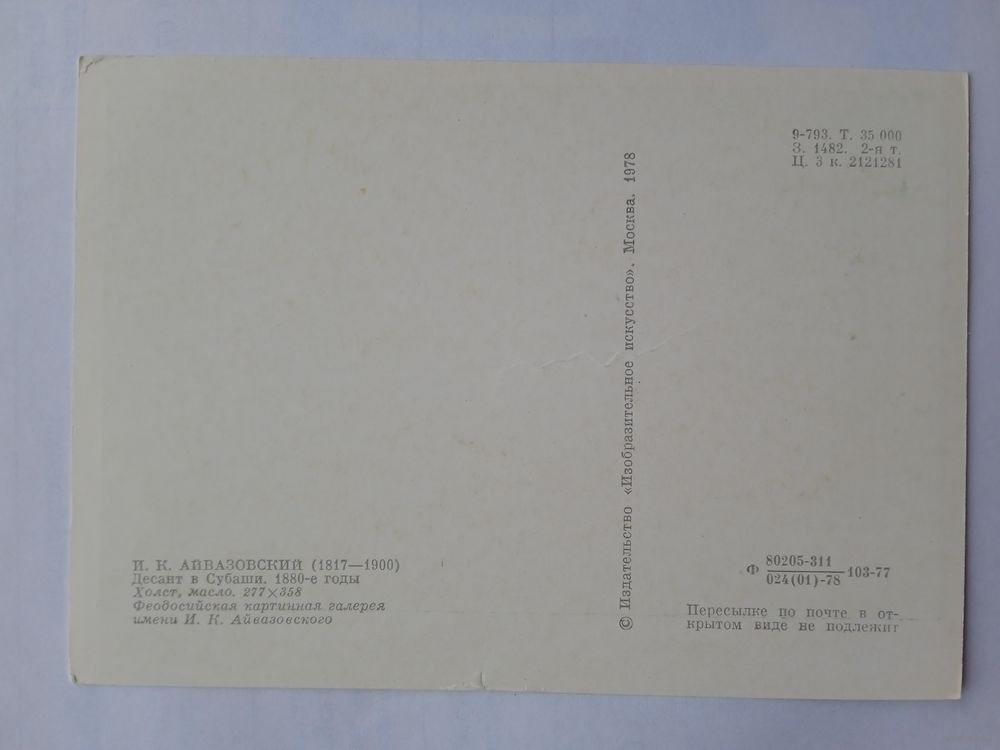 9-793. Т. 35 000
З. 1482. 2-я т.
Ц. 3 к. 2121281
© Издательство «Изобразительное искусство». Москва. 1978
И. К. АЙВАЗОВСКИЙ (1817—1900)
Десант в Субаши. 1880-е годы
Холст, масло. 277×358
Феодосийская картинная галерея
имени И. К. Айвазовского
Ф 80205-311
024(01)-78 103-77
Пересылке по почте в от-
крытом виде не подлежит